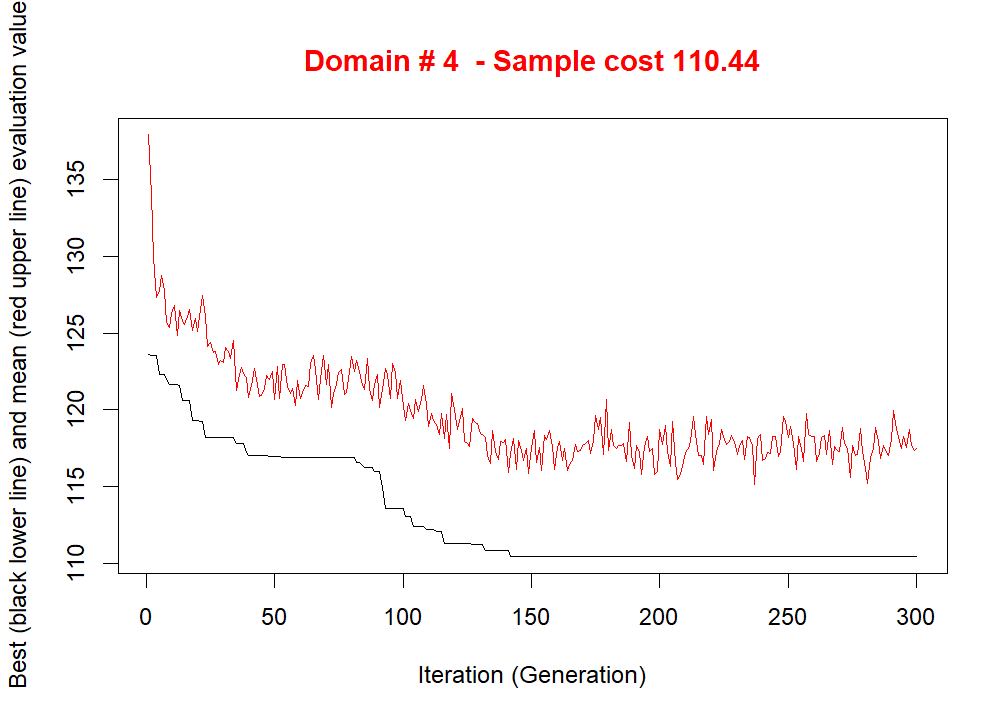 Domain # 4  - Sample cost 110.44
Best (black lower line) and mean (red upper line) evaluation value
135
130
125
120
115
110
0 50 100 150 200 250 300
Iteration (Generation)